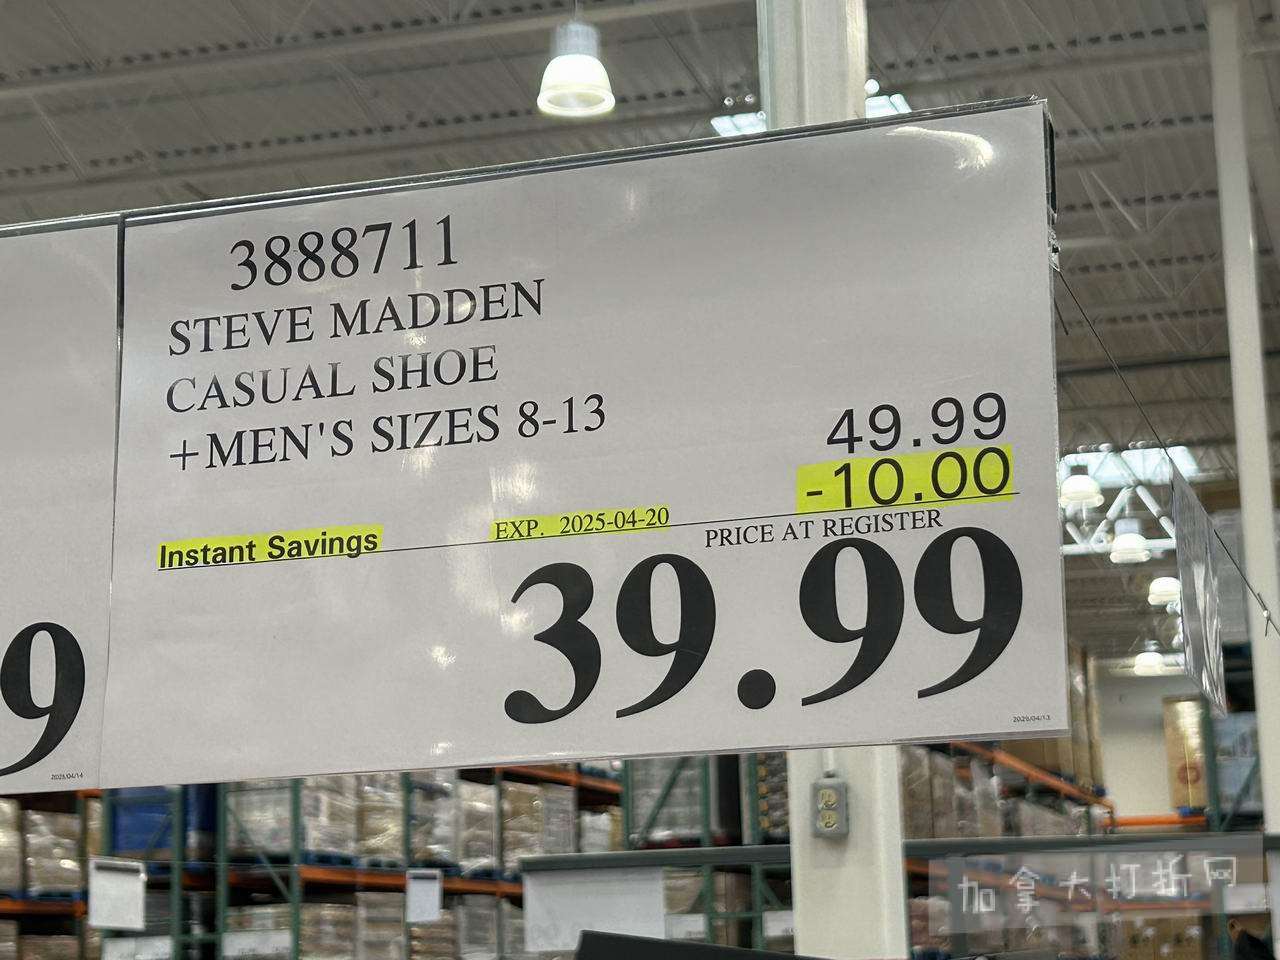 3888711
STEVE MADDEN
CASUAL SHOE
+MEN'S SIZES 8-13
49.99
-10.00
Instant Savings
EXP. 2025-04-20
PRICE AT REGISTER
39.99
2025/04/13
9
2025/04/14
加拿大打折网